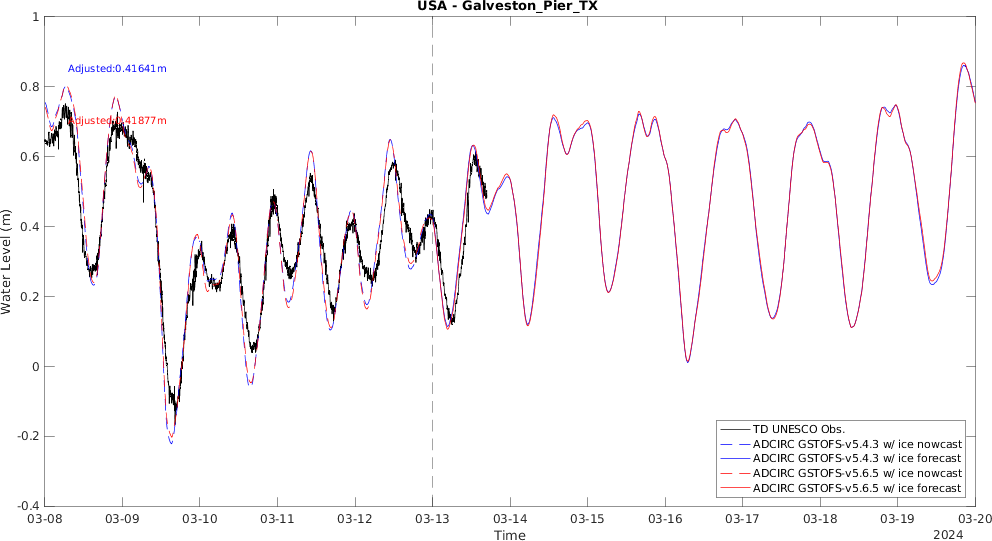 USA - Galveston_Pier_TX
1
0.8
0.6
0.4
0.2
0
-0.2
-0.4
Water Level (m)
Adjusted:0.41641m
Adjusted:0.41877m
TD UNESCO Obs.
ADCIRC GSTOFS-v5.4.3 w/ ice nowcast
ADCIRC GSTOFS-v5.4.3 w/ ice forecast
ADCIRC GSTOFS-v5.6.5 w/ ice nowcast
ADCIRC GSTOFS-v5.6.5 w/ ice forecast
03-08 03-09 03-10 03-11 03-12 03-13 03-14 03-15 03-16 03-17 03-18 03-19 03-20
Time
2024